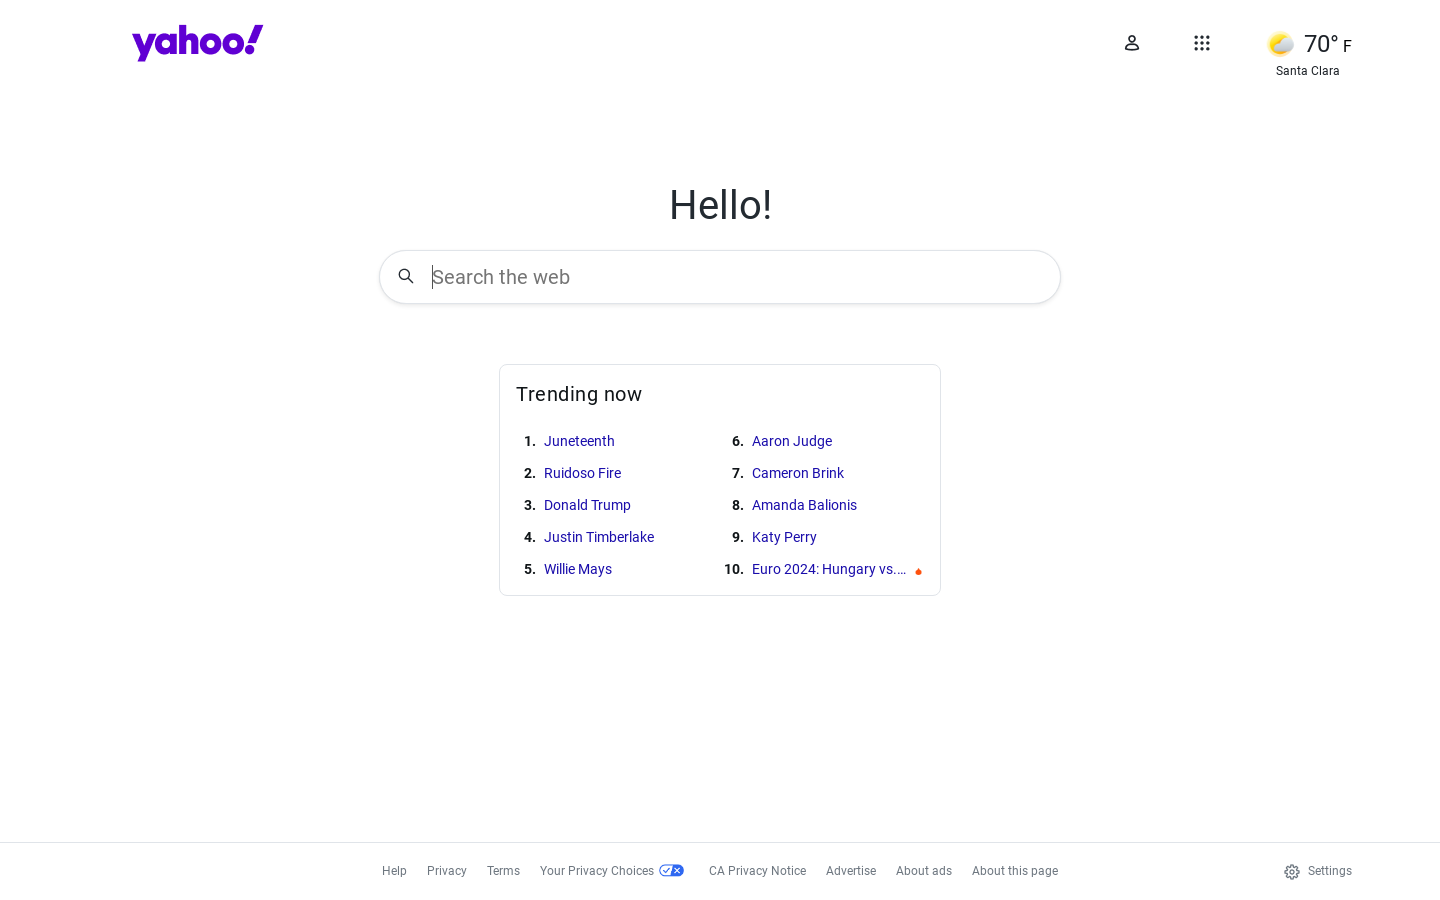 yahoo!
70° F
Santa Clara
Hello!
Search the web
Trending now
1. Juneteenth
2. Ruidoso Fire
3. Donald Trump
4. Justin Timberlake
5. Willie Mays
6. Aaron Judge
7. Cameron Brink
8. Amanda Balionis
9. Katy Perry
10. Euro 2024: Hungary vs....
Help Privacy Terms Your Privacy Choices CA Privacy Notice Advertise About ads About this page Settings